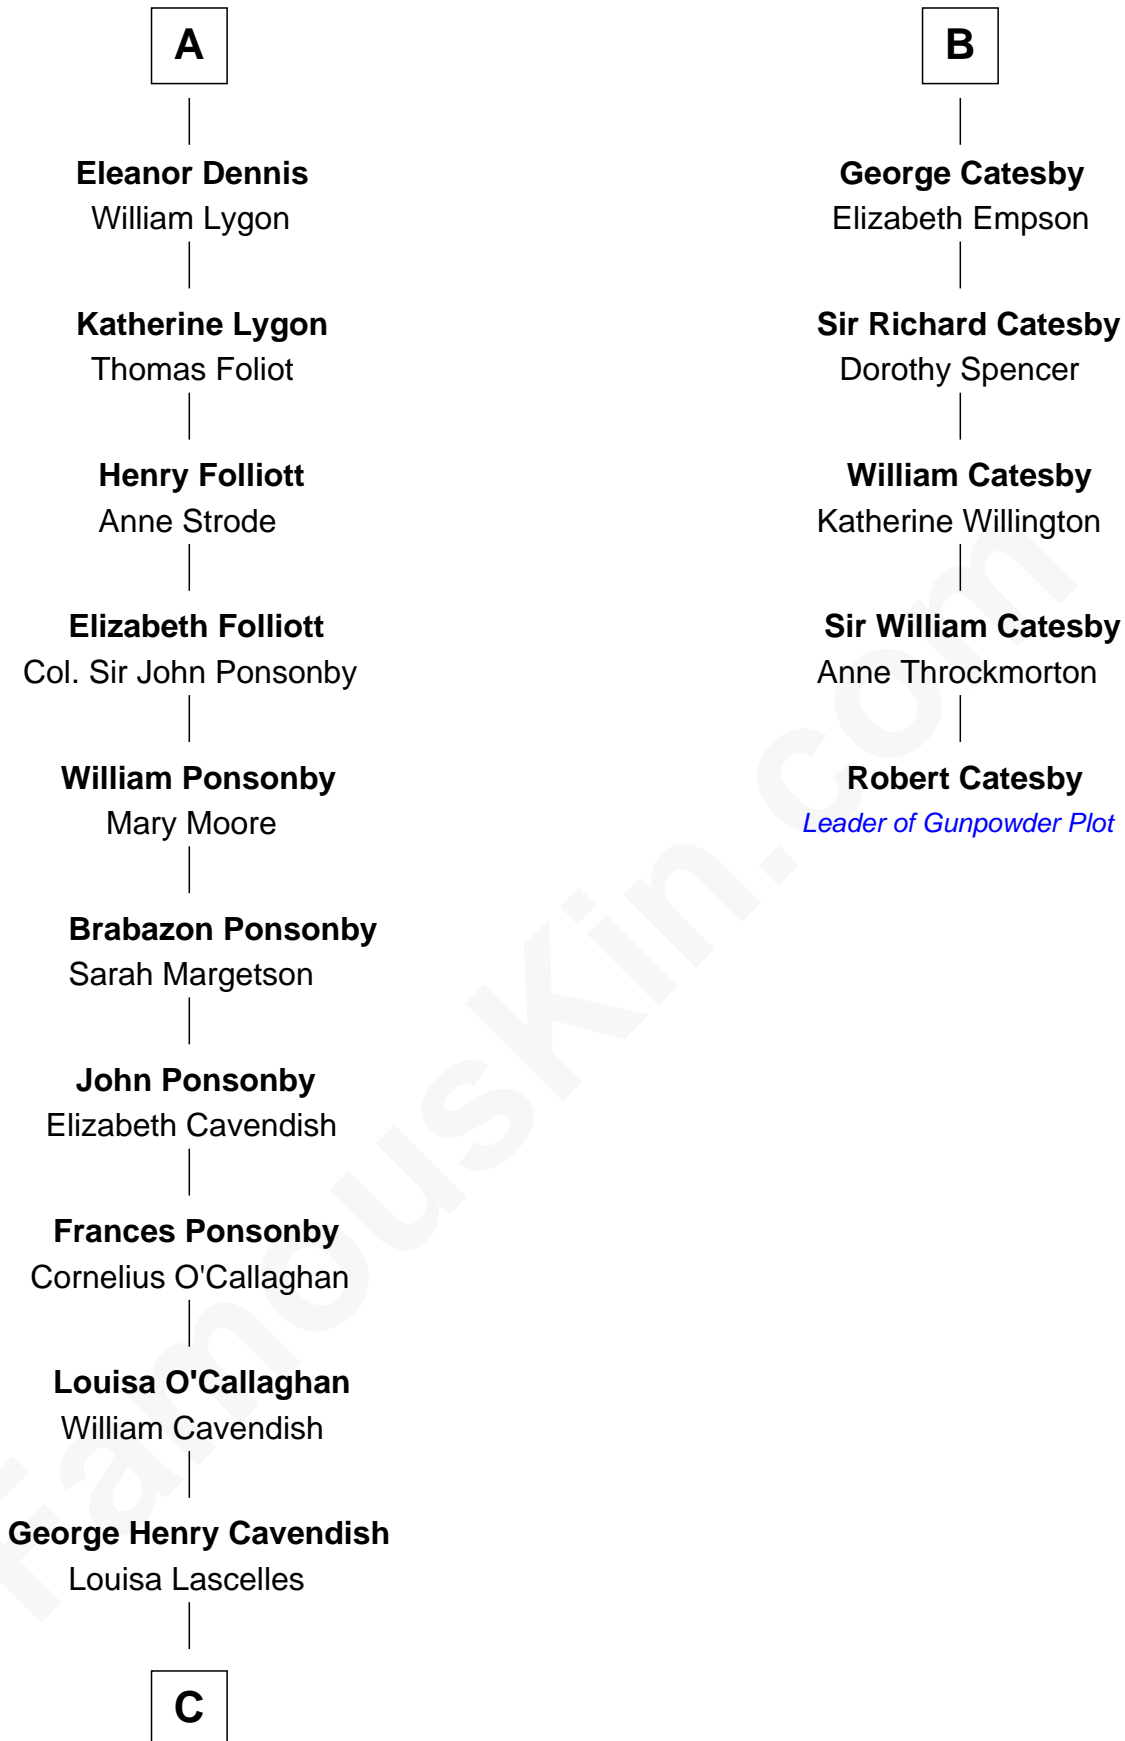 A
Eleanor Dennis
William Lygon
Katherine Lygon
Thomas Foliot
Henry Folliott
Anne Strode
Elizabeth Folliott
Col. Sir John Ponsonby
William Ponsonby
Mary Moore
Brabazon Ponsonby
Sarah Margetson
John Ponsonby
Elizabeth Cavendish
Frances Ponsonby
Cornelius O'Callaghan
Louisa O'Callaghan
William Cavendish
George Henry Cavendish
Louisa Lascelles
C
B
George Catesby
Elizabeth Empson
Sir Richard Catesby
Dorothy Spencer
William Catesby
Katherine Willington
Sir William Catesby
Anne Throckmorton
Robert Catesby
Leader of Gunpowder Plot
FamousKin.com